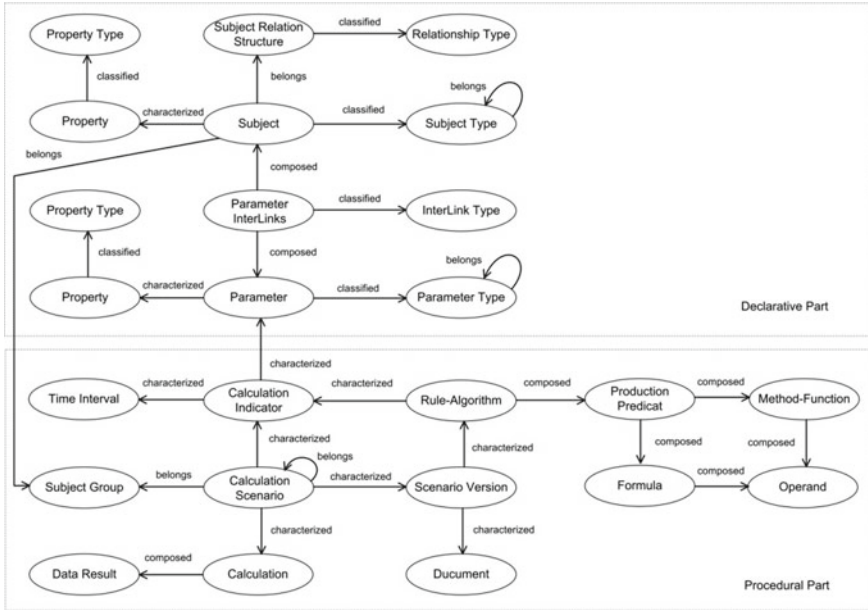 Property Type
Subject Relation
Structure
classified
Relationship Type
classified
belongs
belongs
Property
characterized
Subject
classified
Subject Type
belongs
composed
Property Type
Parameter
InterLinks
classified
InterLink Type
classified
composed
belongs
Property
characterized
Parameter
classified
Parameter Type
Declarative Part
characterized
Time Interval
characterized
Calculation
Indicator
characterized
Rule-Algorithm
composed
Production
Predicat
composed
Method-Function
characterized
belongs
characterized
composed
composed
Subject Group
belongs
Calculation
Scenario
characterized
Scenario Version
Formula
composed
Operand
characterized
characterized
Data Result
composed
Calculation
Ducument
Procedural Part